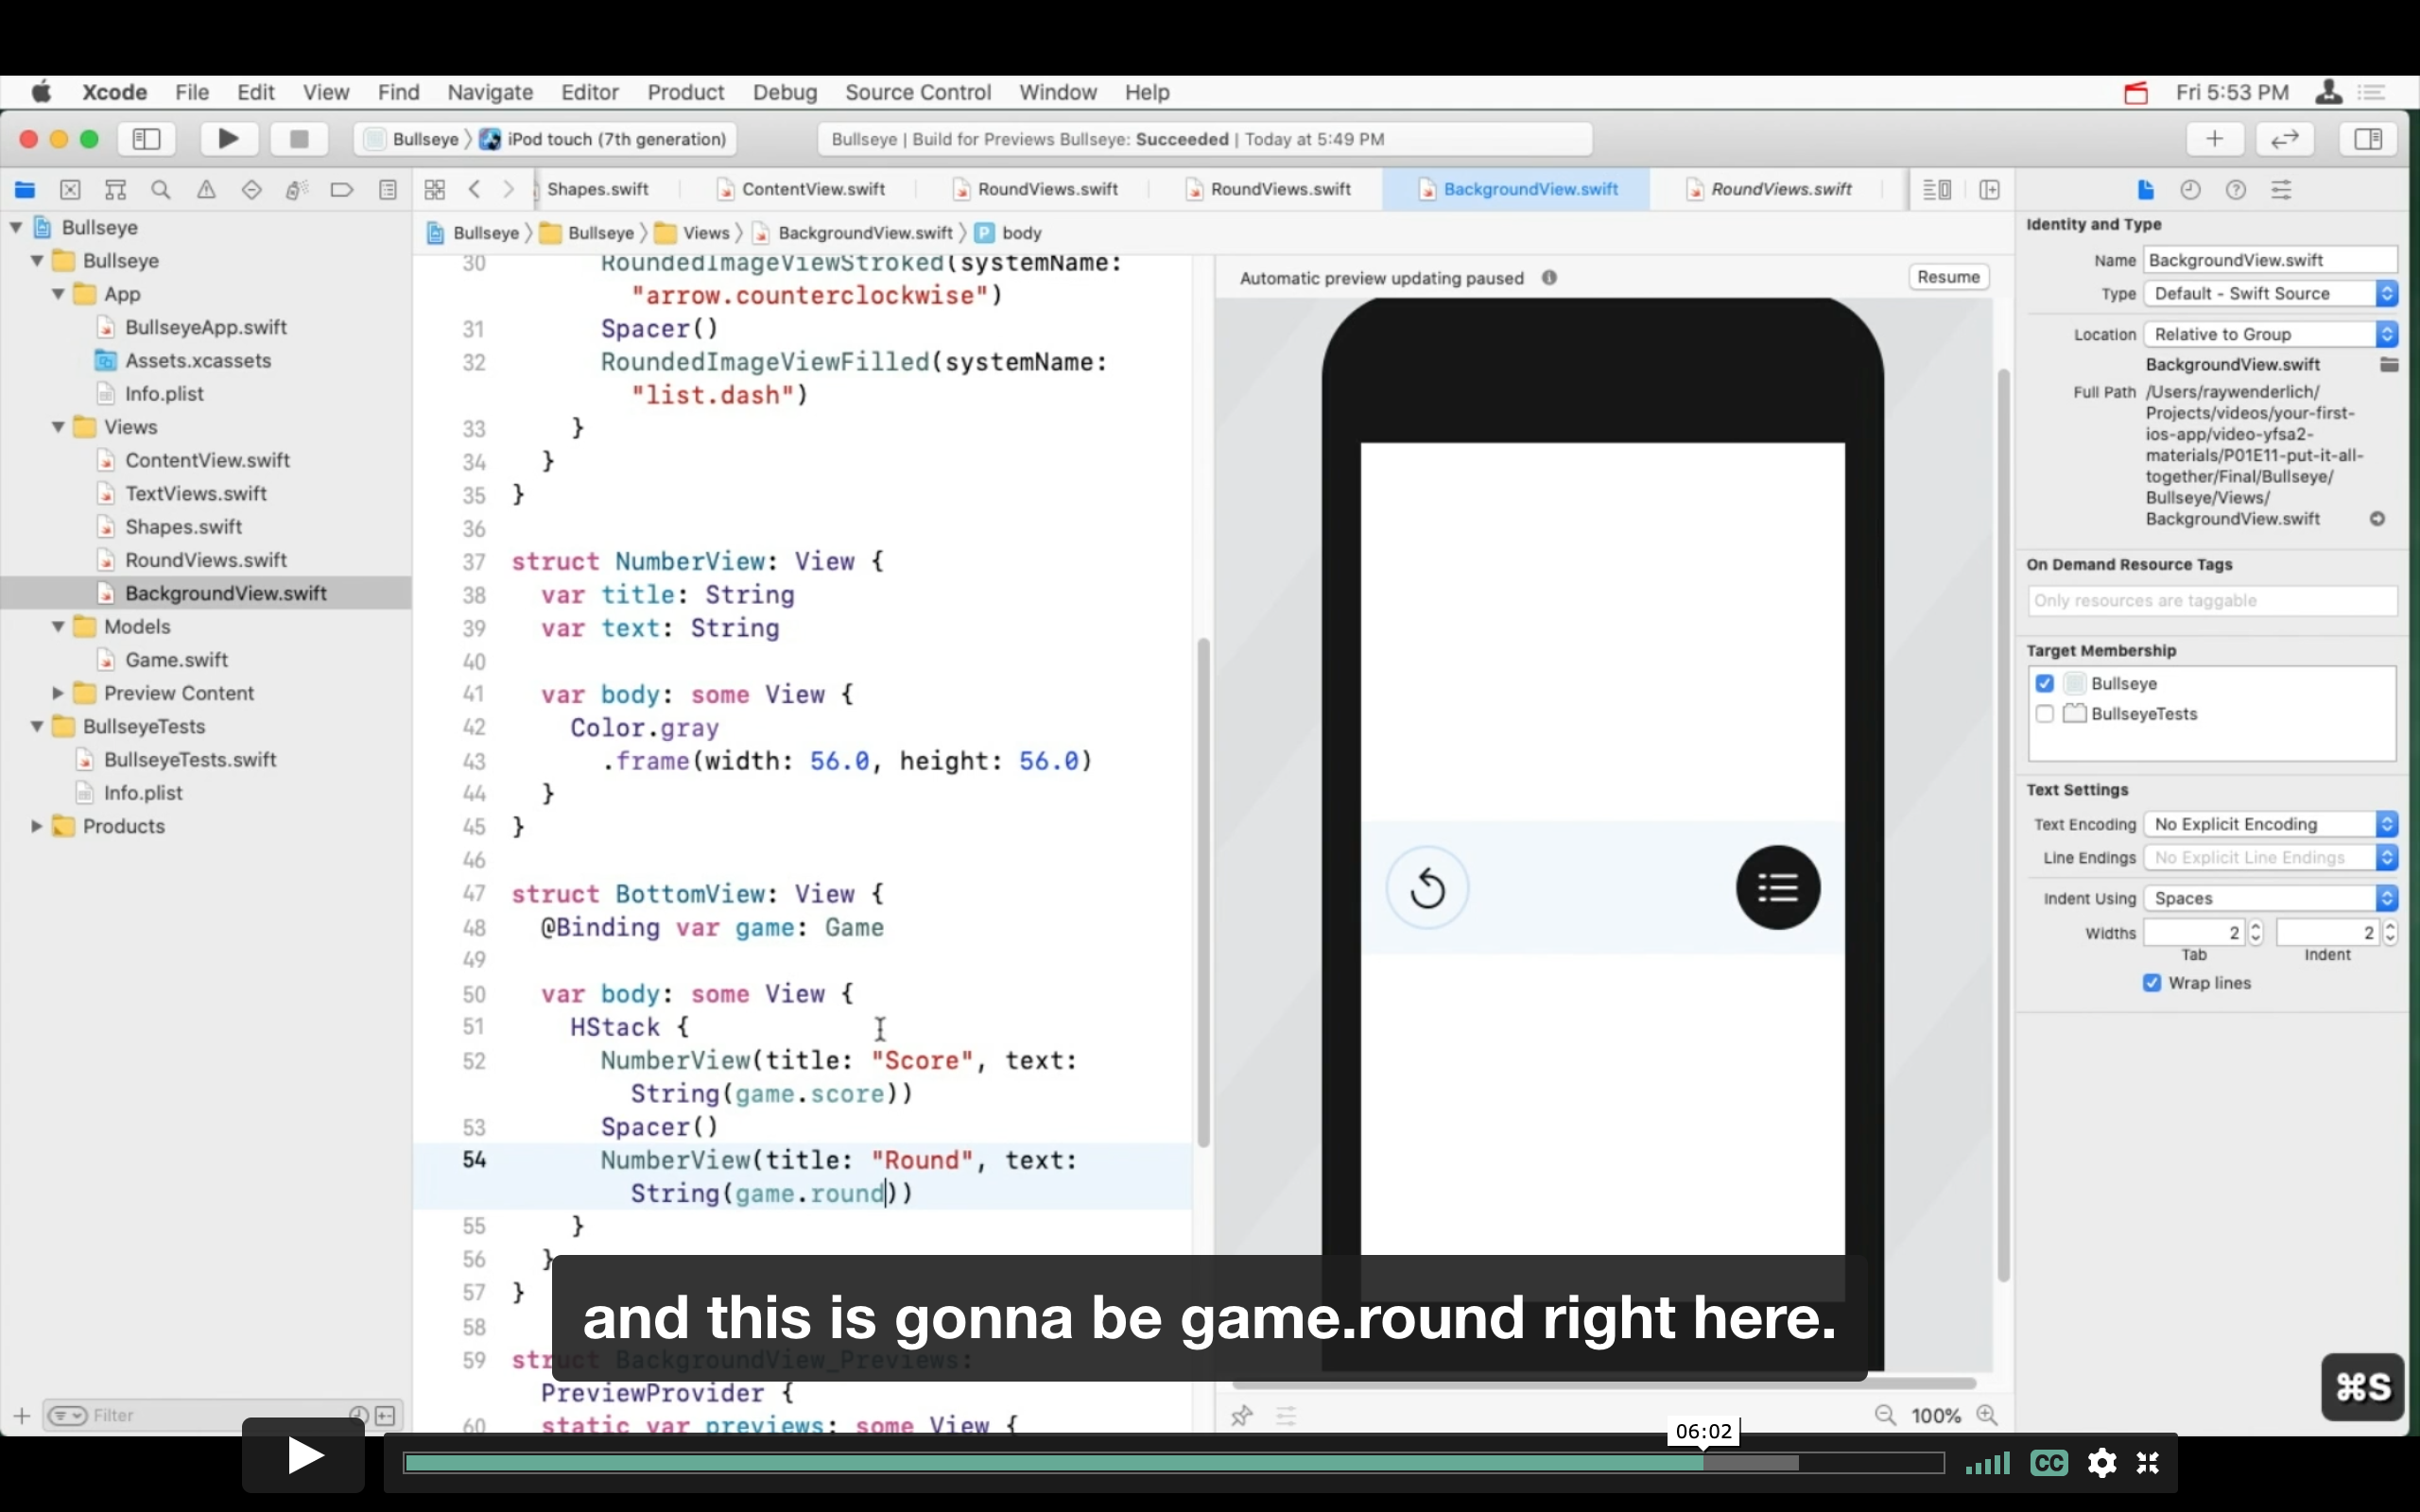 Xcode File Edit View Find Navigate Editor Product Debug Source Control Window Help Fri 5:53 PM
Bullseye iPod touch (7th generation) Bullseye | Build for Previews Bullseye: Succeeded | Today at 5:49 PM
Shapes.swift ContentView.swift RoundViews.swift RoundViews.swift BackgroundView.swift RoundViews.swift
Bullseye Bullseye Views BackgroundView.swift P body
Bullseye
Bullseye
App
BullseyeApp.swift
Assets.xcassets
Info.plist
Views
ContentView.swift
TextViews.swift
Shapes.swift
RoundViews.swift
BackgroundView.swift
Models
Game.swift
Preview Content
BullseyeTests
BullseyeTests.swift
Info.plist
Products
Filter
30 RoundedImageViewStroked(systemName:
"arrow.counterclockwise")
31 Spacer()
32 RoundedImageViewFilled(systemName:
"list.dash")
33 }
34 }
35 }
36
37 struct NumberView: View {
38 var title: String
39 var text: String
40
41 var body: some View {
42 Color.gray
43 .frame(width: 56.0, height: 56.0)
44 }
45 }
46
47 struct BottomView: View {
48 @Binding var game: Game
49
50 var body: some View {
51 HStack {
52 NumberView(title: "Score", text:
String(game.score))
53 Spacer()
54 NumberView(title: "Round", text:
String(game.round))
55 }
56 }
57 }
58
59 struct BackgroundView_Previews:
PreviewProvider {
60 static var previews: some View {
Automatic preview updating paused Resume
100%
Identity and Type
Name BackgroundView.swift
Type Default - Swift Source
Location Relative to Group
BackgroundView.swift
Full Path /Users/raywenderlich/
Projects/videos/your-first-
ios-app/video-yfsa2-
materials/P01E11-put-it-all-
together/Final/Bullseye/
Bullseye/Views/
BackgroundView.swift
On Demand Resource Tags
Only resources are taggable
Target Membership
Bullseye
BullseyeTests
Text Settings
Text Encoding No Explicit Encoding
Line Endings No Explicit Line Endings
Indent Using Spaces
Widths 2 2
Tab Indent
Wrap lines
and this is gonna be game.round right here.
⌘S
06:02
CC